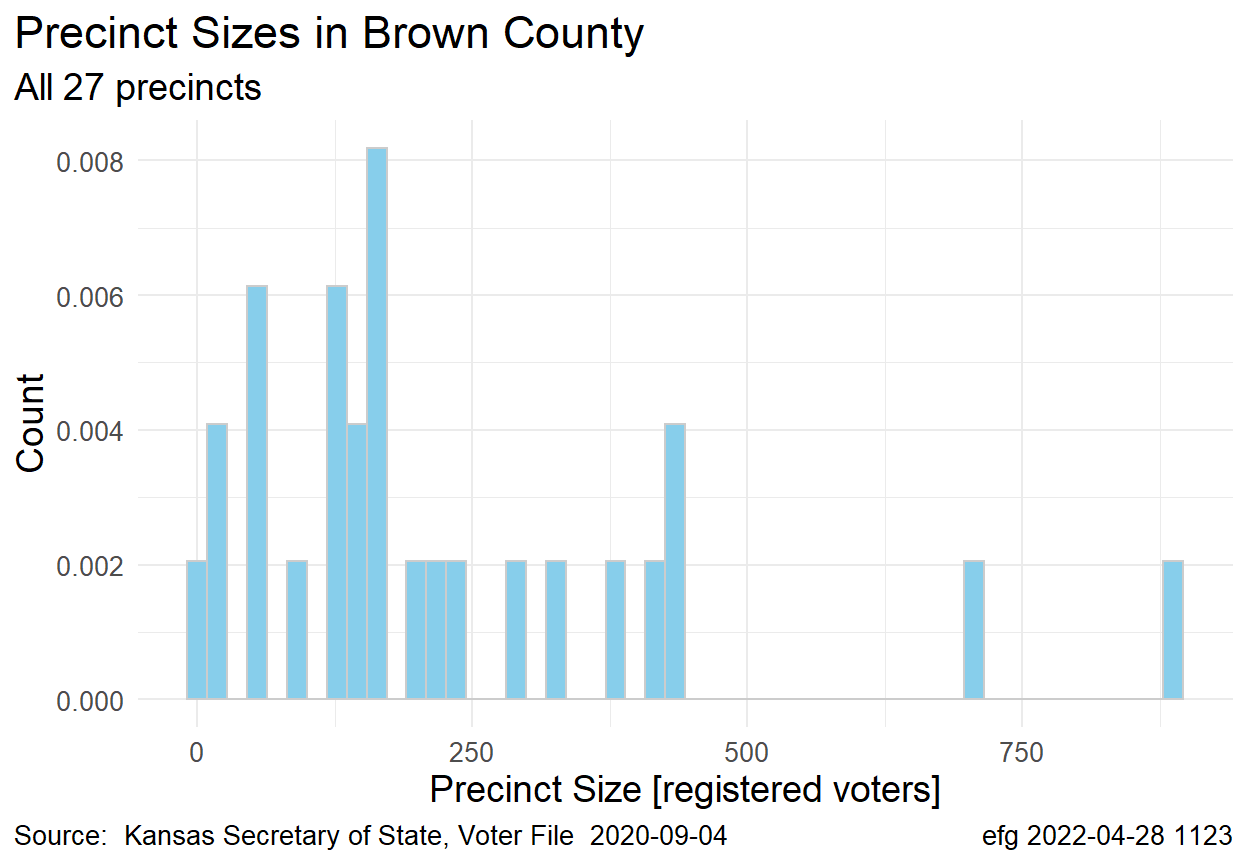 Precinct Sizes in Brown County
All 27 precincts
0.008
0.006
0.004
0.002
0.000
Count
0 250 500 750
Precinct Size [registered voters]
Source:  Kansas Secretary of State, Voter File  2020-09-04
efg 2022-04-28 1123